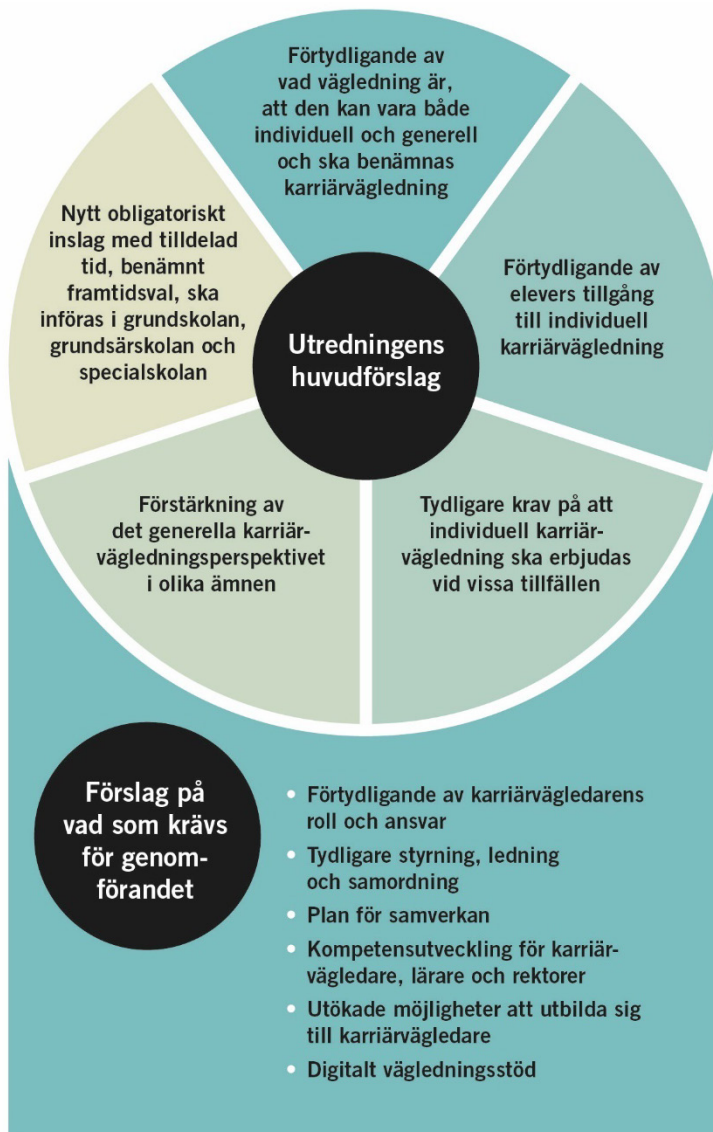 Förtydligande av
vad vägledning är,
att den kan vara både
individuell och generell
och ska benämnas
karriärvägledning
Nytt obligatoriskt
inslag med tilldelad
tid, benämnt
framtidsval, ska
införas i grundskolan,
grundsärskolan och
specialskolan
Utredningens
huvudförslag
Förtydligande av
elevers tillgång
till individuell
karriärvägledning
Förstärkning av
det generella karriär-
vägledningsperspektivet
i olika ämnen
Tydligare krav på att
individuell karriär-
vägledning ska erbjudas
vid vissa tillfällen
Förslag på
vad som krävs
för genom-
förandet
• Förtydligande av karriärvägledarens
roll och ansvar
• Tydligare styrning, ledning
och samordning
• Plan för samverkan
• Kompetensutveckling för karriär-
vägledare, lärare och rektorer
• Utökade möjligheter att utbilda sig
till karriärvägledare
• Digitalt vägledningsstöd